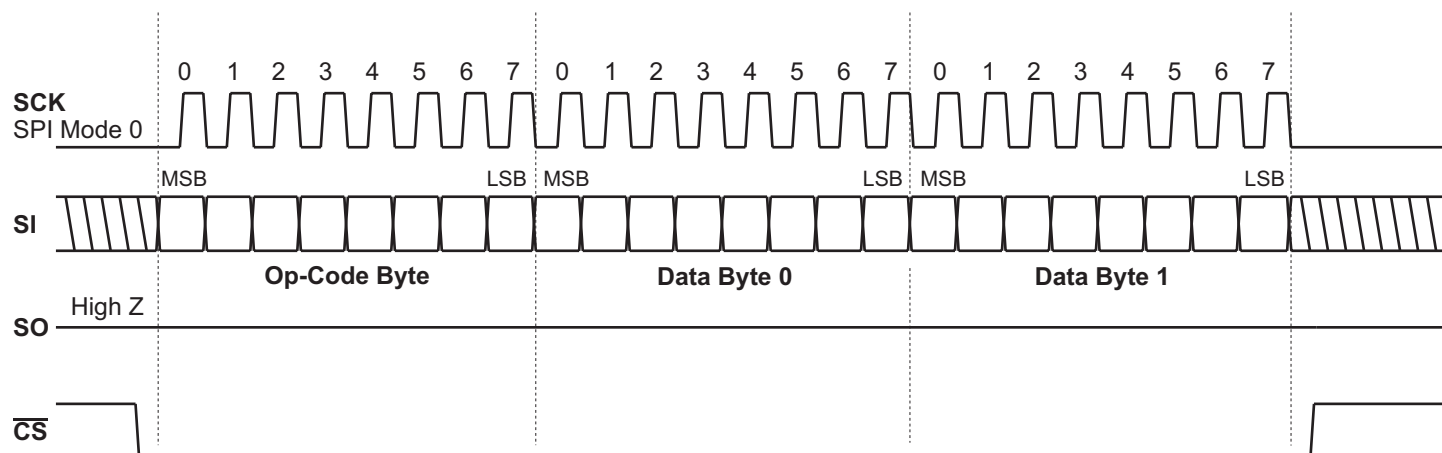 0 1 2 3 4 5 6 7 0 1 2 3 4 5 6 7 0 1 2 3 4 5 6 7
SCK
SPI Mode 0
MSB LSB MSB LSB MSB LSB
SI
Op-Code Byte Data Byte 0 Data Byte 1
High Z
SO
CS